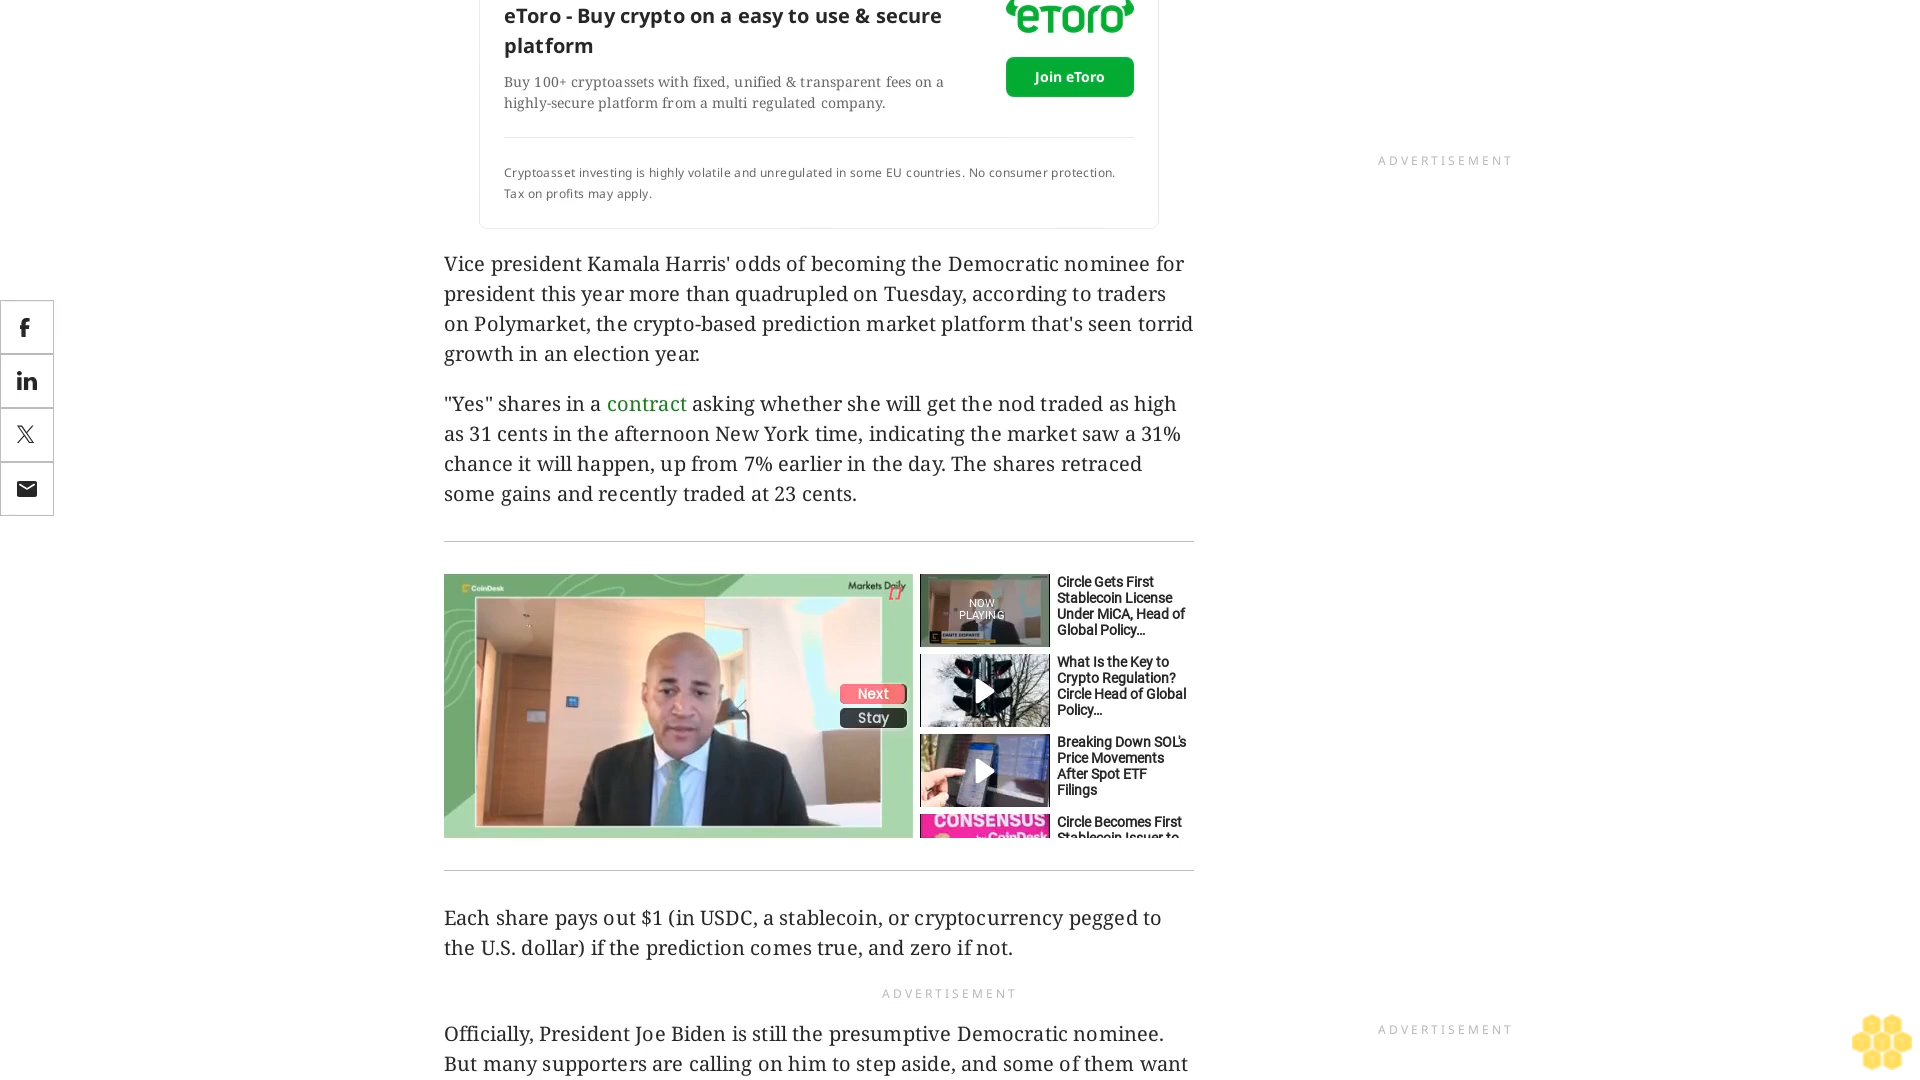 eToro - Buy crypto on a easy to use & secure
platform
eTORO
Join eToro
Buy 100+ cryptoassets with fixed, unified & transparent fees on a
highly-secure platform from a multi regulated company.
Cryptoasset investing is highly volatile and unregulated in some EU countries. No consumer protection.
Tax on profits may apply.
ADVERTISEMENT
Vice president Kamala Harris' odds of becoming the Democratic nominee for
president this year more than quadrupled on Tuesday, according to traders
on Polymarket, the crypto-based prediction market platform that's seen torrid
growth in an election year.
"Yes" shares in a contract asking whether she will get the nod traded as high
as 31 cents in the afternoon New York time, indicating the market saw a 31%
chance it will happen, up from 7% earlier in the day. The shares retraced
some gains and recently traded at 23 cents.
CoinDesk
Markets Daily
Next
Stay
NOW
PLAYING
DANTE DISPARTE
Circle Gets First
Stablecoin License
Under MiCA, Head of
Global Policy...
What Is the Key to
Crypto Regulation?
Circle Head of Global
Policy...
Breaking Down SOL's
Price Movements
After Spot ETF
Filings
CONSENSUS
by CoinDesk
Circle Becomes First
Stablecoin Issuer to
Each share pays out $1 (in USDC, a stablecoin, or cryptocurrency pegged to
the U.S. dollar) if the prediction comes true, and zero if not.
ADVERTISEMENT
Officially, President Joe Biden is still the presumptive Democratic nominee.
But many supporters are calling on him to step aside, and some of them want
ADVERTISEMENT